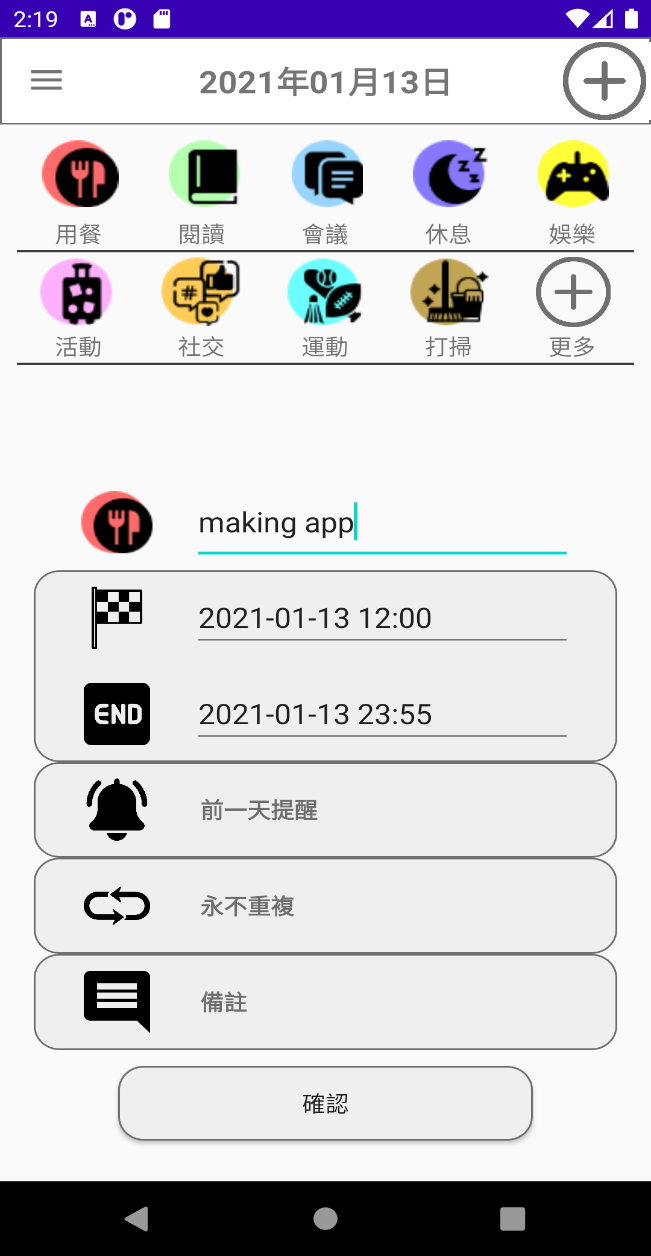 2:19
2021年01月13日
用餐 閱讀 會議 休息 娛樂
活動 社交 運動 打掃 更多
making app
2021-01-13 12:00
END 2021-01-13 23:55
前一天提醒
永不重複
備註
確認